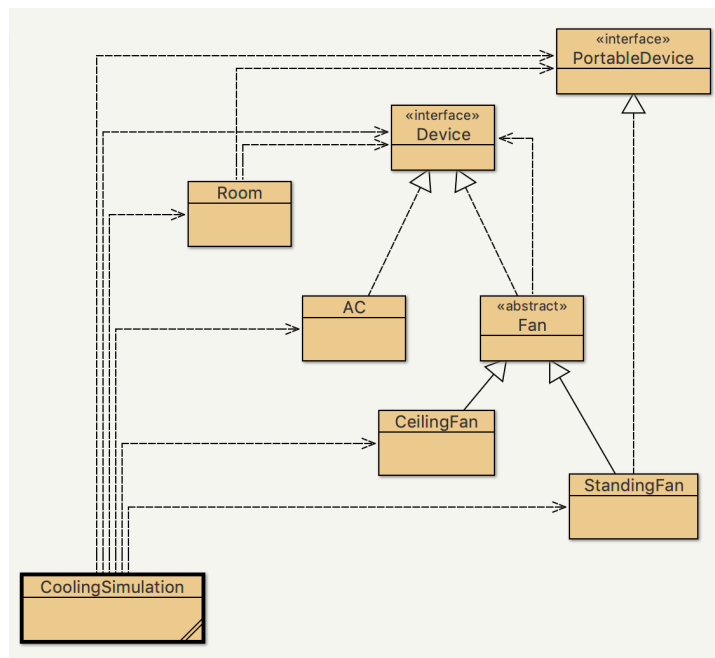 «interface»
PortableDevice
«interface»
Device
Room
AC
«abstract»
Fan
CeilingFan
StandingFan
CoolingSimulation